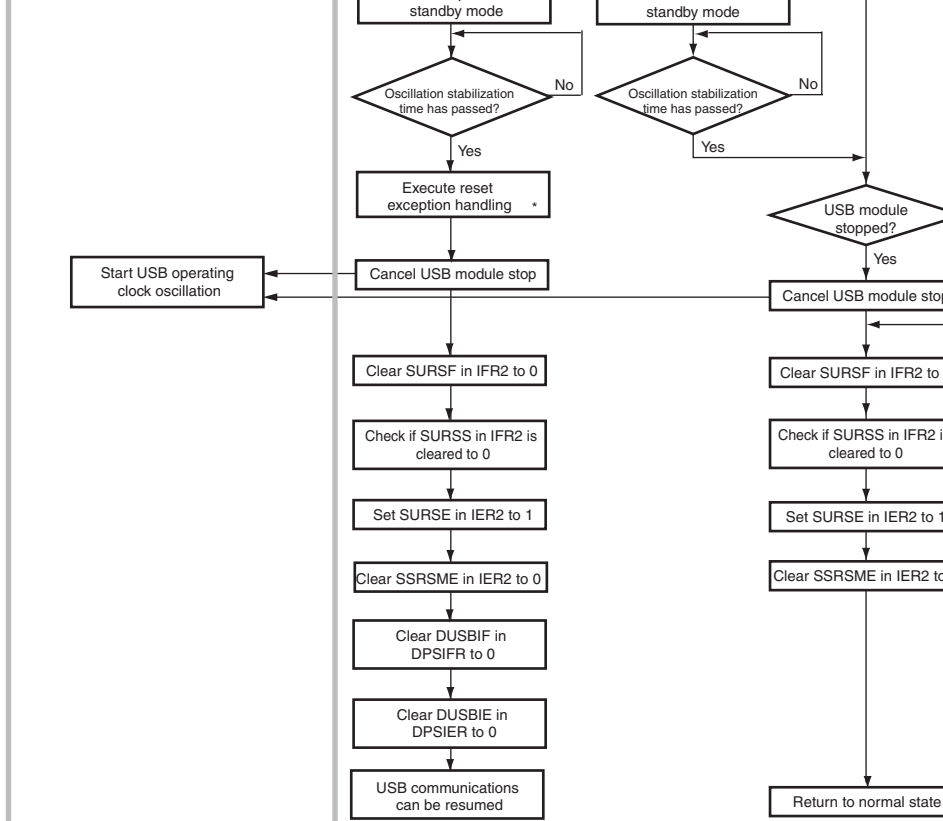 standby mode
standby mode
No
No
Oscillation stabilization
time has passed?
Oscillation stabilization
time has passed?
Yes
Yes
Execute reset
exception handling *
USB module
stopped?
Yes
Start USB operating
clock oscillation
Cancel USB module stop
Cancel USB module stop
Clear SURSF in IFR2 to 0
Clear SURSF in IFR2 to
Check if SURSS in IFR2 is
cleared to 0
Check if SURSS in IFR2
cleared to 0
Set SURSE in IER2 to 1
Set SURSE in IER2 to 1
Clear SSRSME in IER2 to 0
Clear SSRSME in IER2 to
Clear DUSBIF in
DPSIFR to 0
Clear DUSBIE in
DPSIER to 0
USB communications
can be resumed
Return to normal state